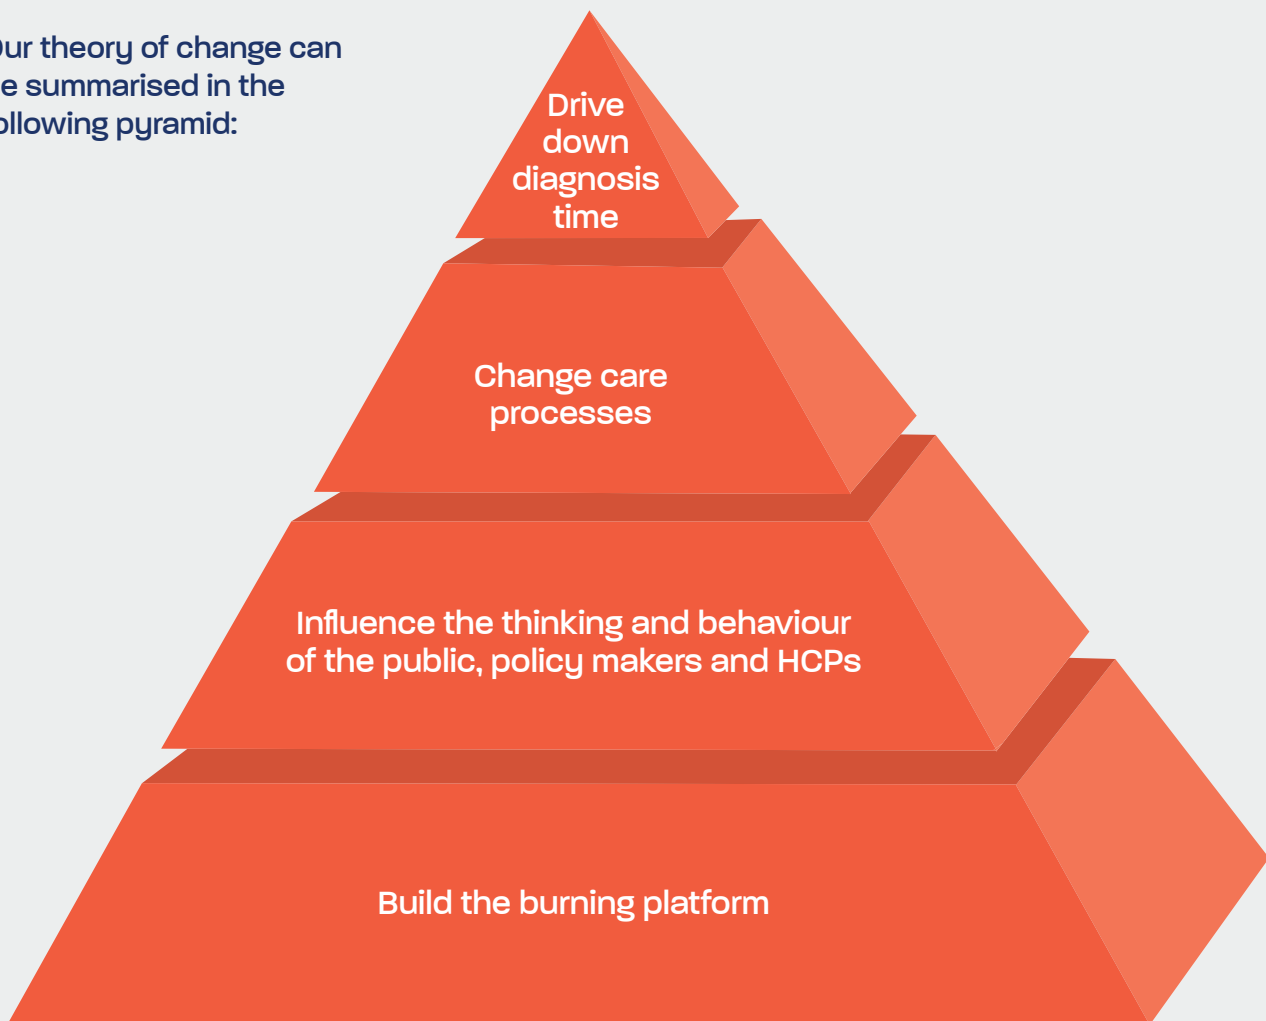 ur theory of change can
e summarised in the
ollowing pyramid:
Drive
down
diagnosis
time
Change care
processes
Influence the thinking and behaviour
of the public, policy makers and HCPs
Build the burning platform